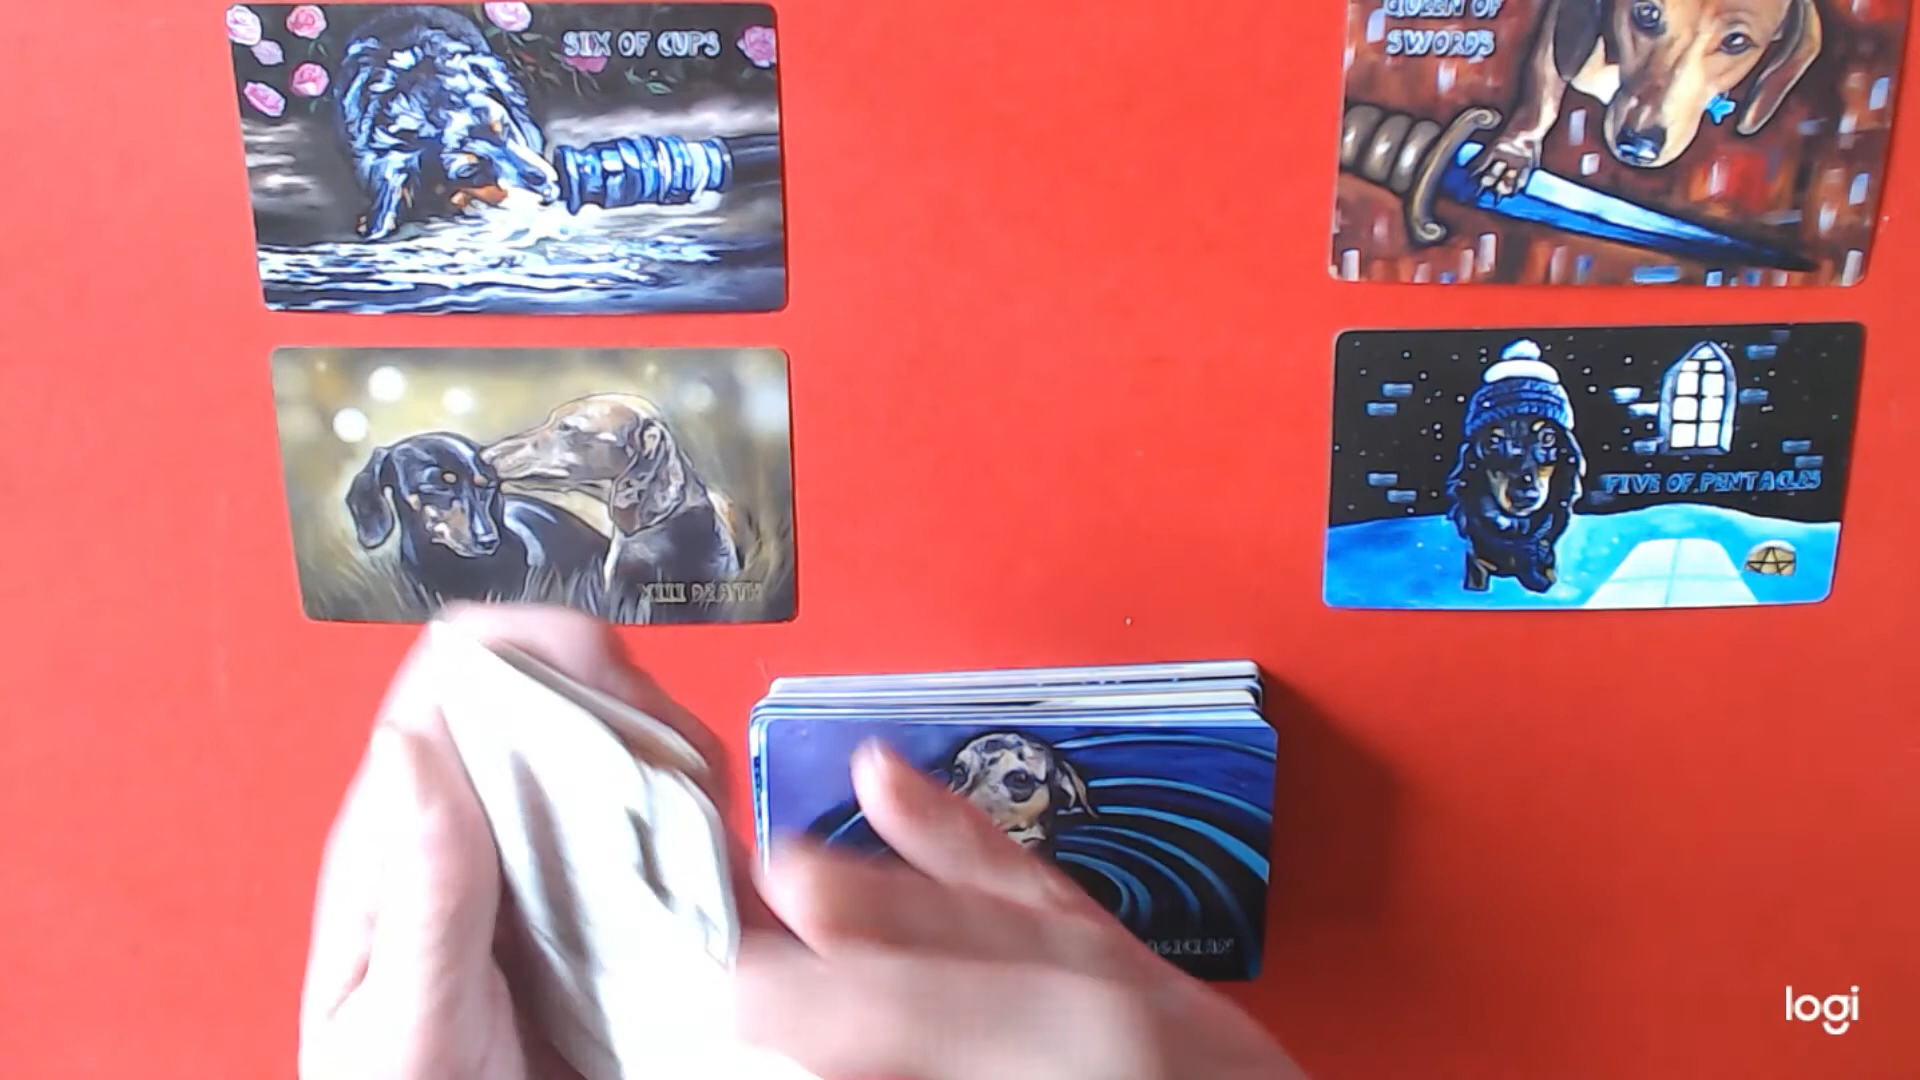 SIX OF CUPS
QUEEN OF
SWORDS
XIII DEATH
FIVE OF PENTACLES
logi